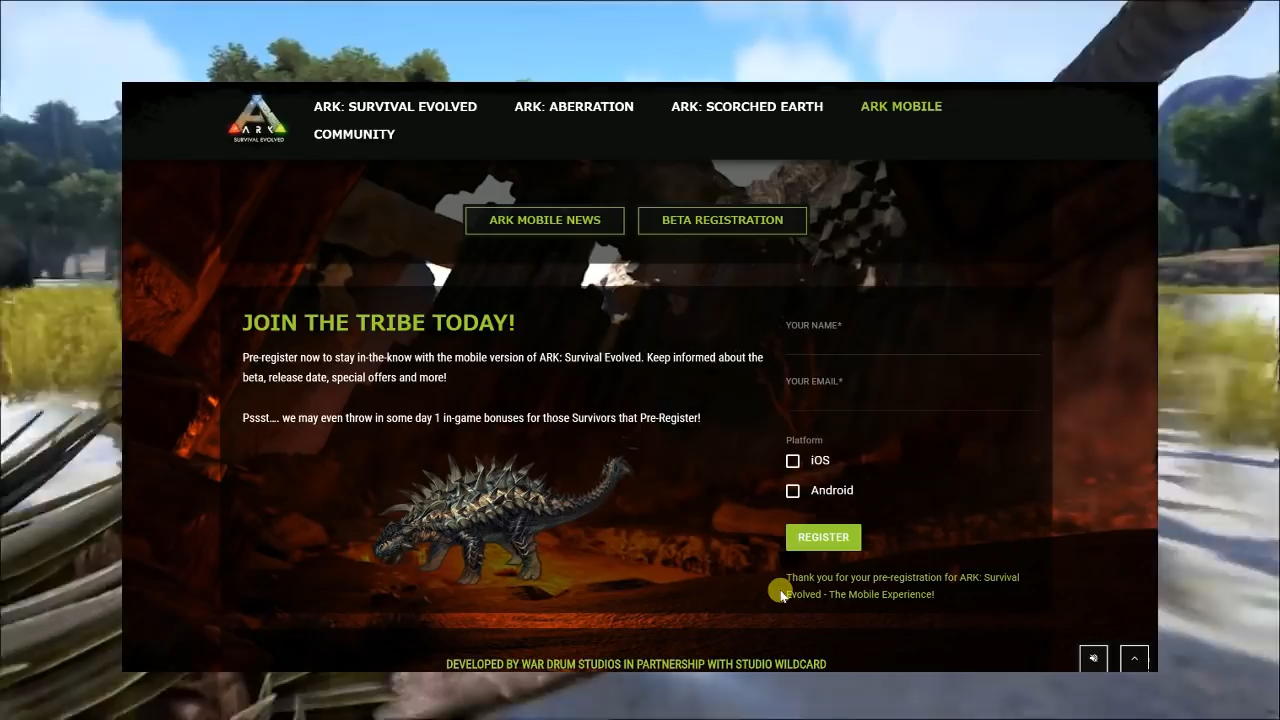 ARK: SURVIVAL EVOLVED
ARK: ABERRATION
ARK: SCORCHED EARTH
ARK MOBILE
ARK
SURVIVAL EVOLVED
COMMUNITY
ARK MOBILE NEWS
BETA REGISTRATION
JOIN THE TRIBE TODAY!
Pre-register now to stay in-the-know with the mobile version of ARK: Survival Evolved. Keep informed about the
beta, release date, special offers and more!
Pssst.... we may even throw in some day 1 in-game bonuses for those Survivors that Pre-Register!
YOUR NAME*
YOUR EMAIL*
Platform
iOS
Android
REGISTER
Thank you for your pre-registration for ARK: Survival
Evolved - The Mobile Experience!
DEVELOPED BY WAR DRUM STUDIOS IN PARTNERSHIP WITH STUDIO WILDCARD